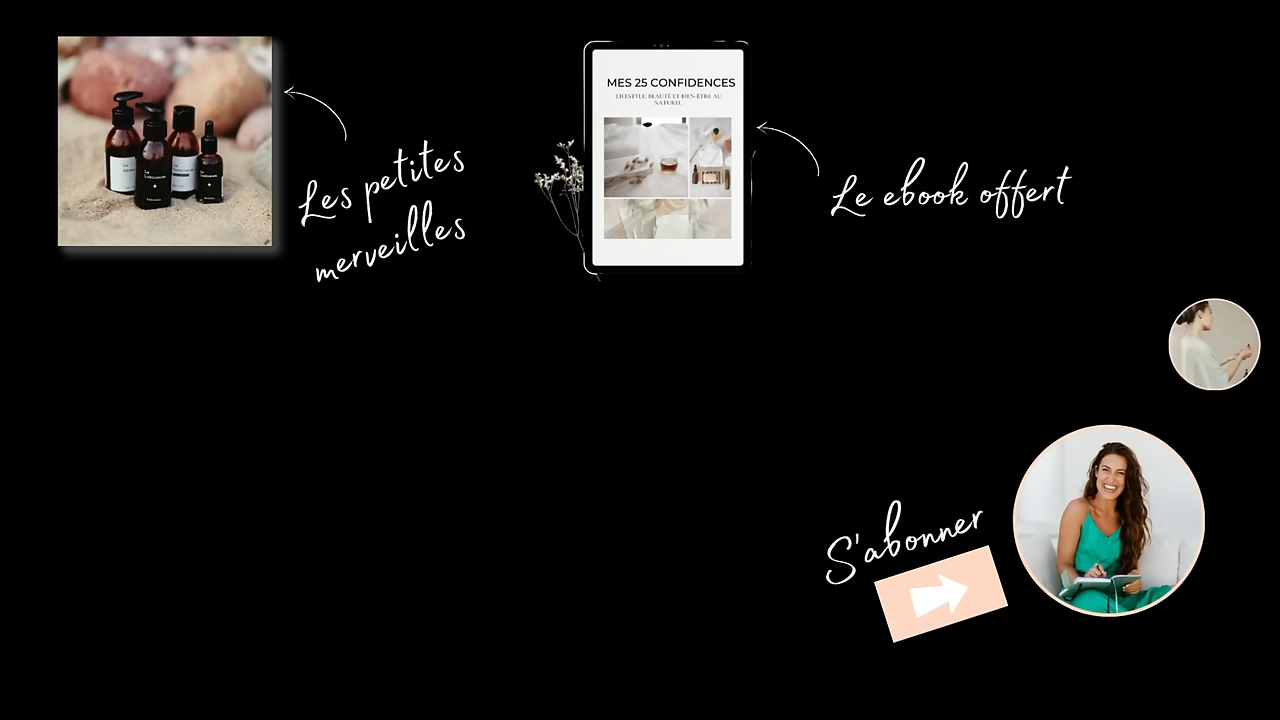 Les petites
merveilles
MES 25 CONFIDENCES
LIFESTYLE, BEAUTÉ ET BIEN-ÊTRE AU
NATUREL
Le ebook offert
S'abonner